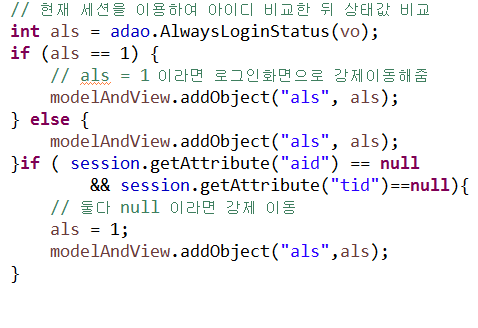 // 현재 세션을 이용하여 아이디 비교한 뒤 상태값 비교
int als = adao.AlwaysLoginStatus(vo);
if (als == 1) {
// als = 1 이라면 로그인화면으로 강제이동해줌
modelAndView.addObject("als", als);
} else {
modelAndView.addObject("als", als);
}if ( session.getAttribute("aid") == null
&& session.getAttribute("tid")==null){
// 둘다 null 이라면 강제 이동
als = 1;
modelAndView.addObject("als",als);
}